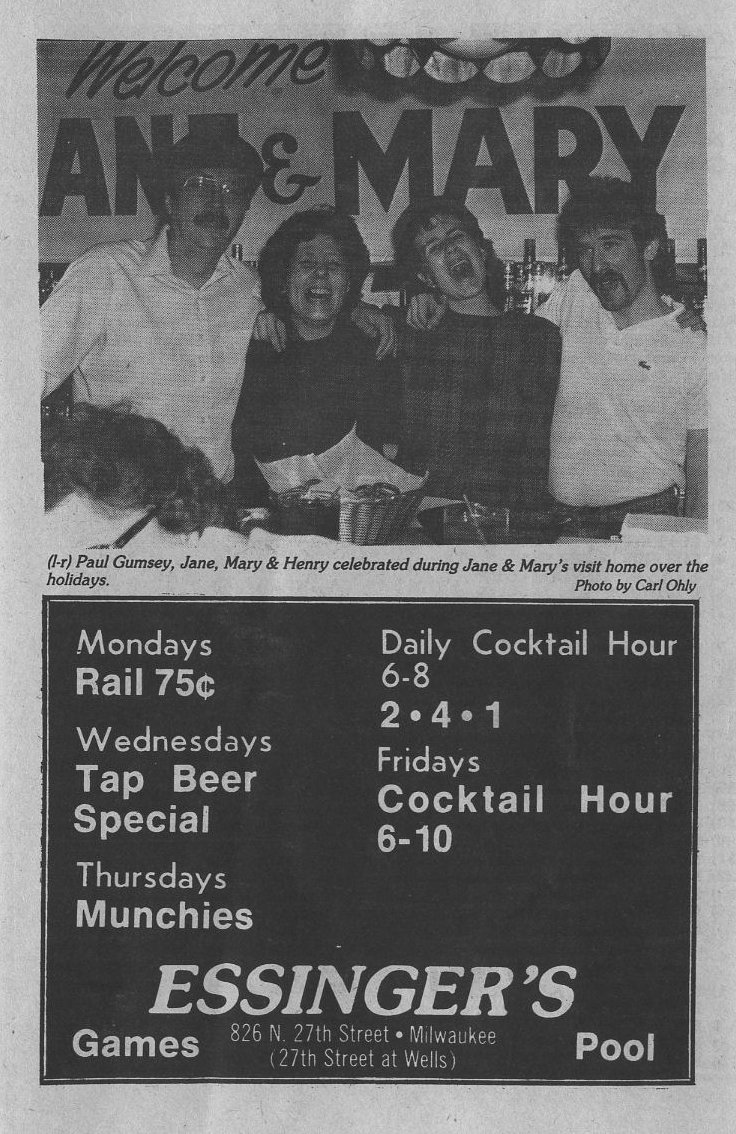 Welcome
& MARY
(l-r) Paul Gumsey, Jane, Mary & Henry celebrated during Jane & Mary's visit home over the
holidays.
Photo by Carl Ohly
Mondays
Rail 75¢
Wednesdays
Tap Beer
Special
Thursdays
Munchies
Daily Cocktail Hour
6-8
2•4•1
Fridays
Cocktail Hour
6-10
ESSINGER'S
Games
826 N. 27th Street • Milwaukee
(27th Street at Wells)
Pool